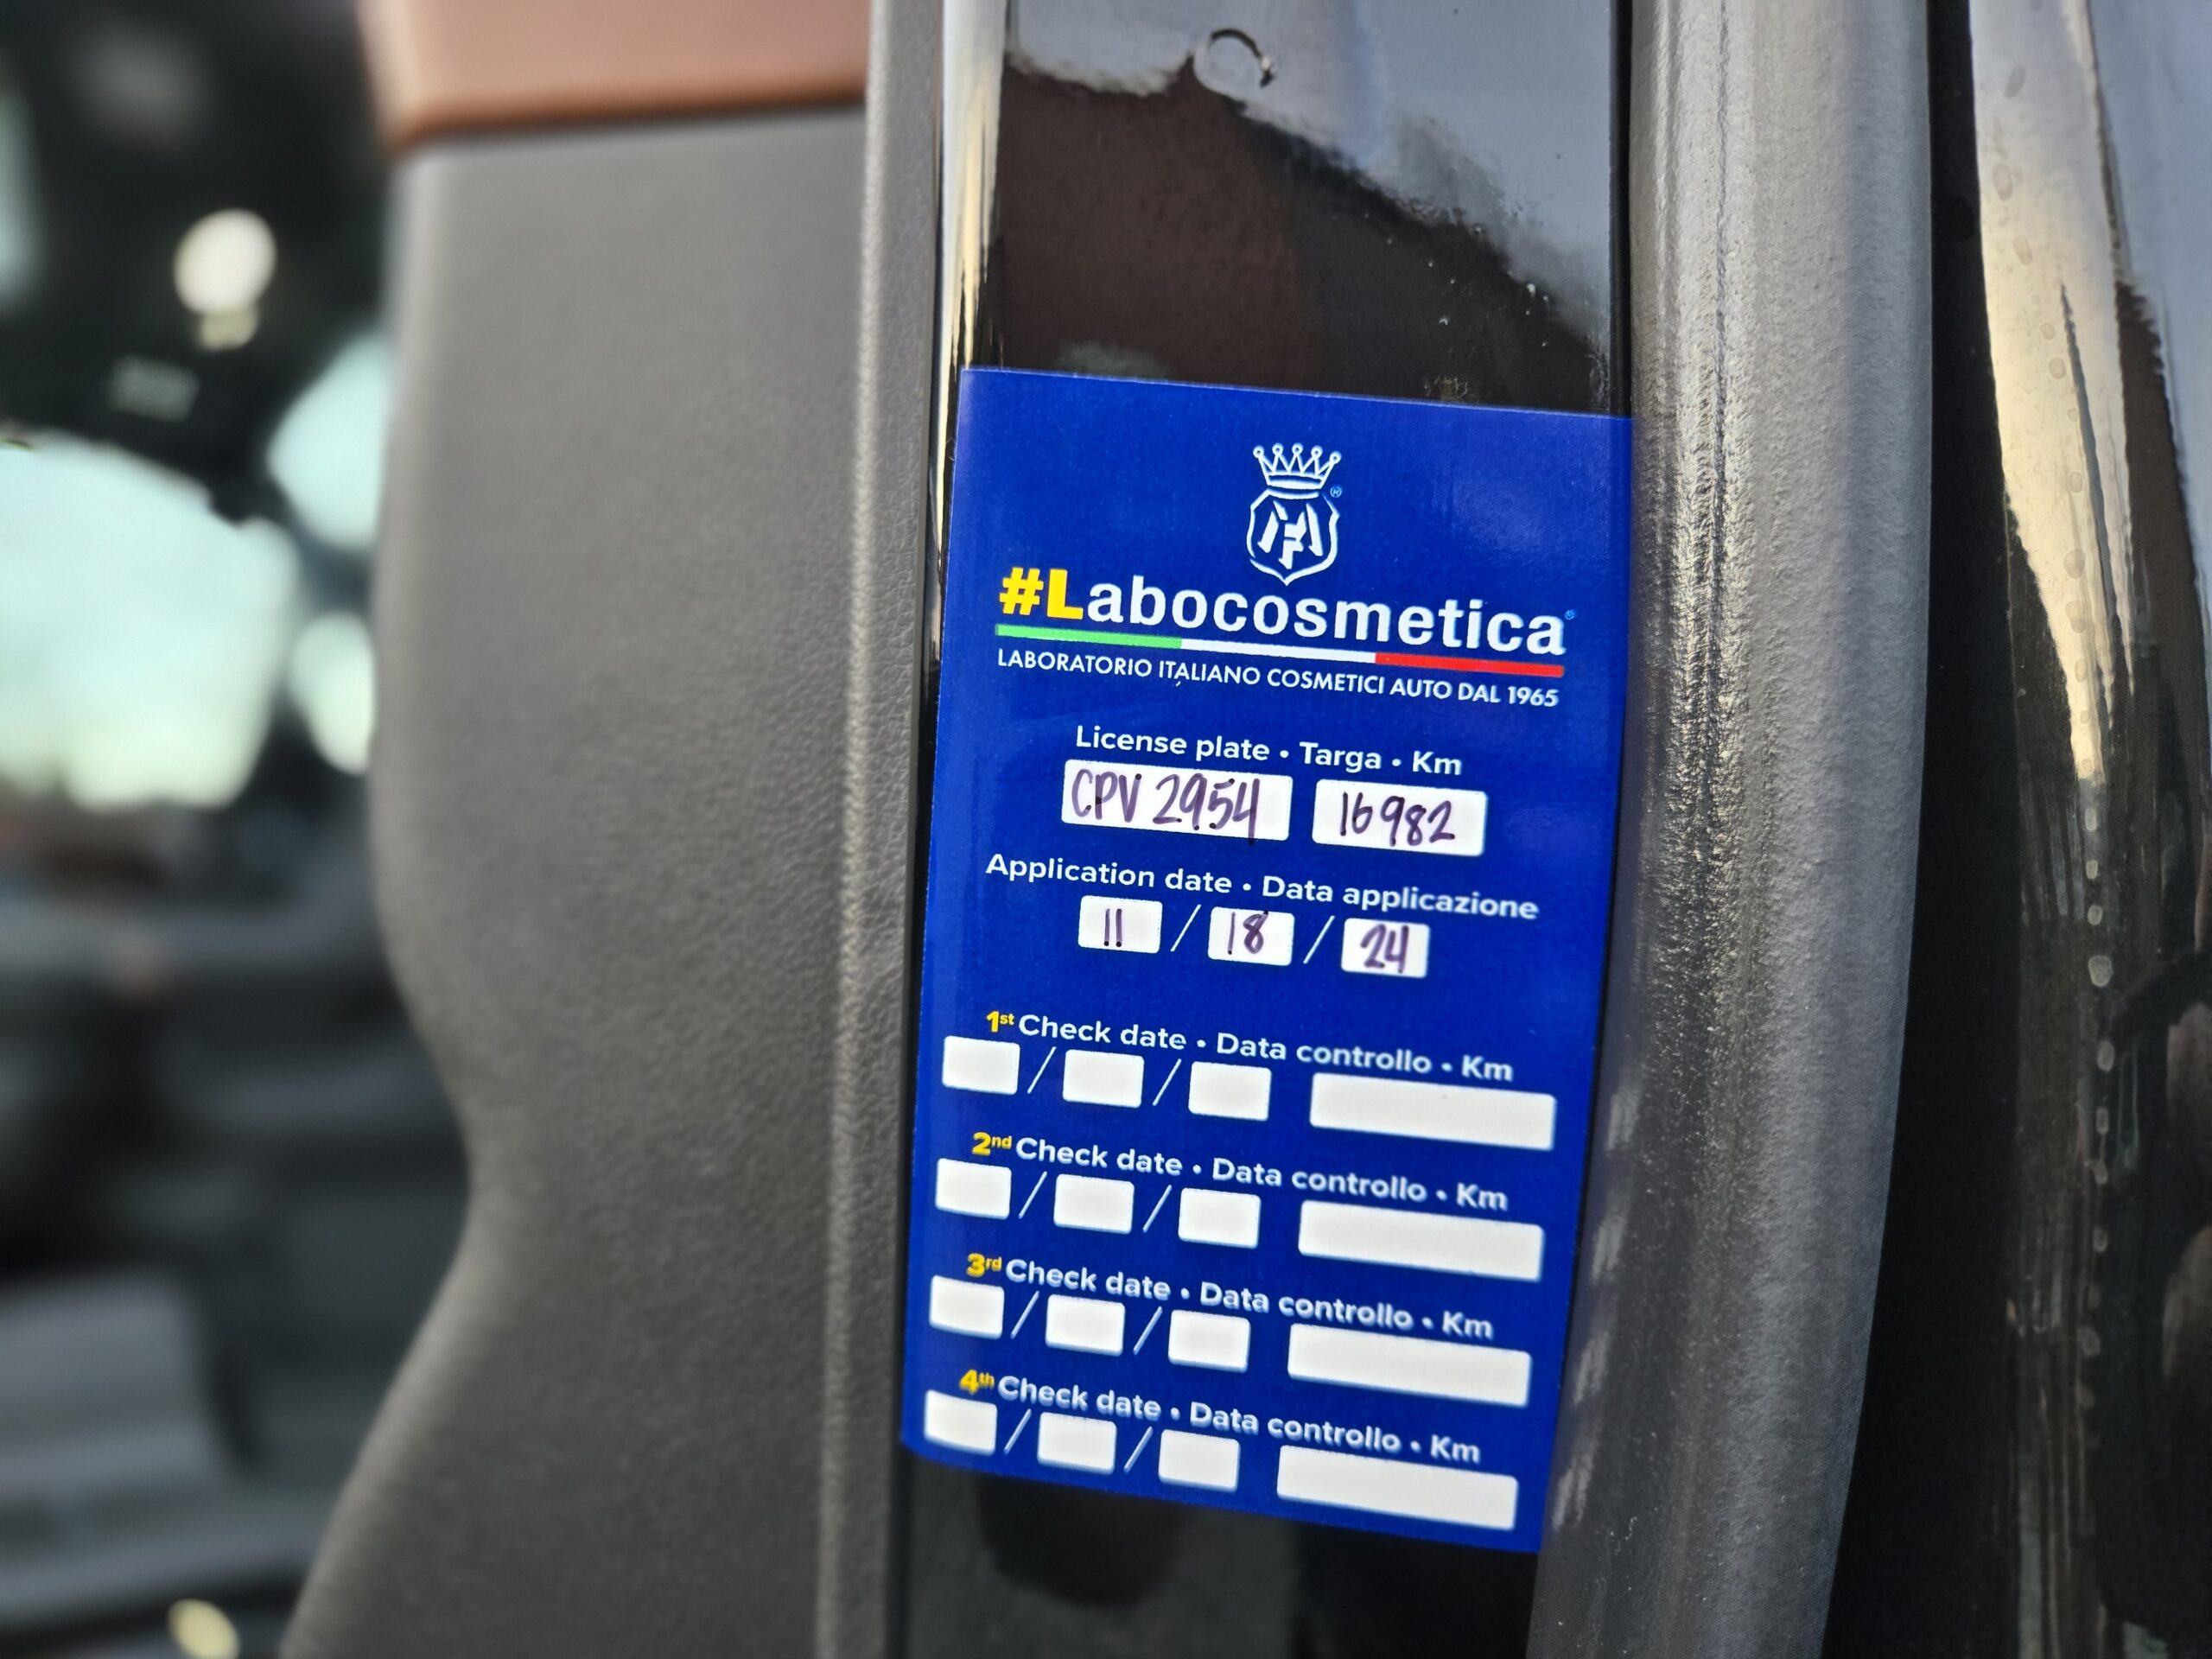 #Labocosmetica
LABORATORIO ITALIANO COSMETICI AUTO DAL 1965
License plate • Targa • Km
CPV 2954 16982
Application date • Data applicazione
11 / 18 / 24
1st Check date • Data controllo • Km
/ /
2nd Check date • Data controllo • Km
/ /
3rd Check date • Data controllo • Km
/ /
4th Check date • Data controllo • Km
/ /